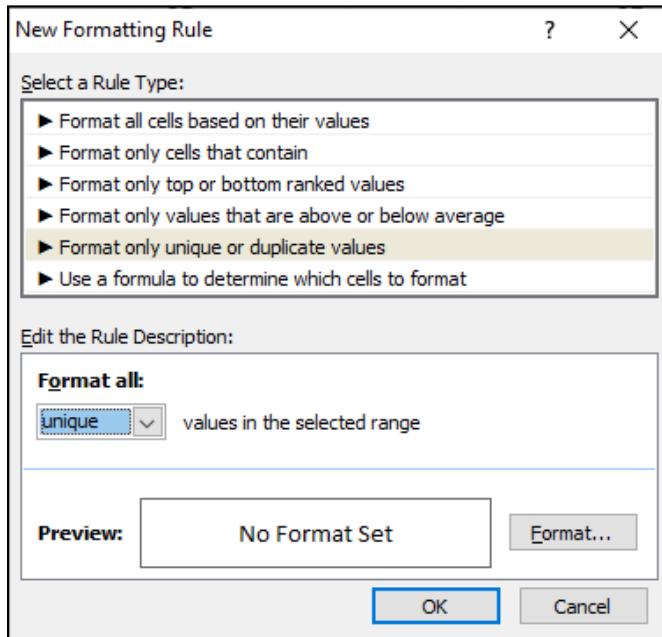 New Formatting Rule ?
Select a Rule Type:
► Format all cells based on their values
► Format only cells that contain
► Format only top or bottom ranked values
► Format only values that are above or below average
► Format only unique or duplicate values
► Use a formula to determine which cells to format
Edit the Rule Description:
Format all:
unique values in the selected range
Preview: No Format Set Format...
OK Cancel